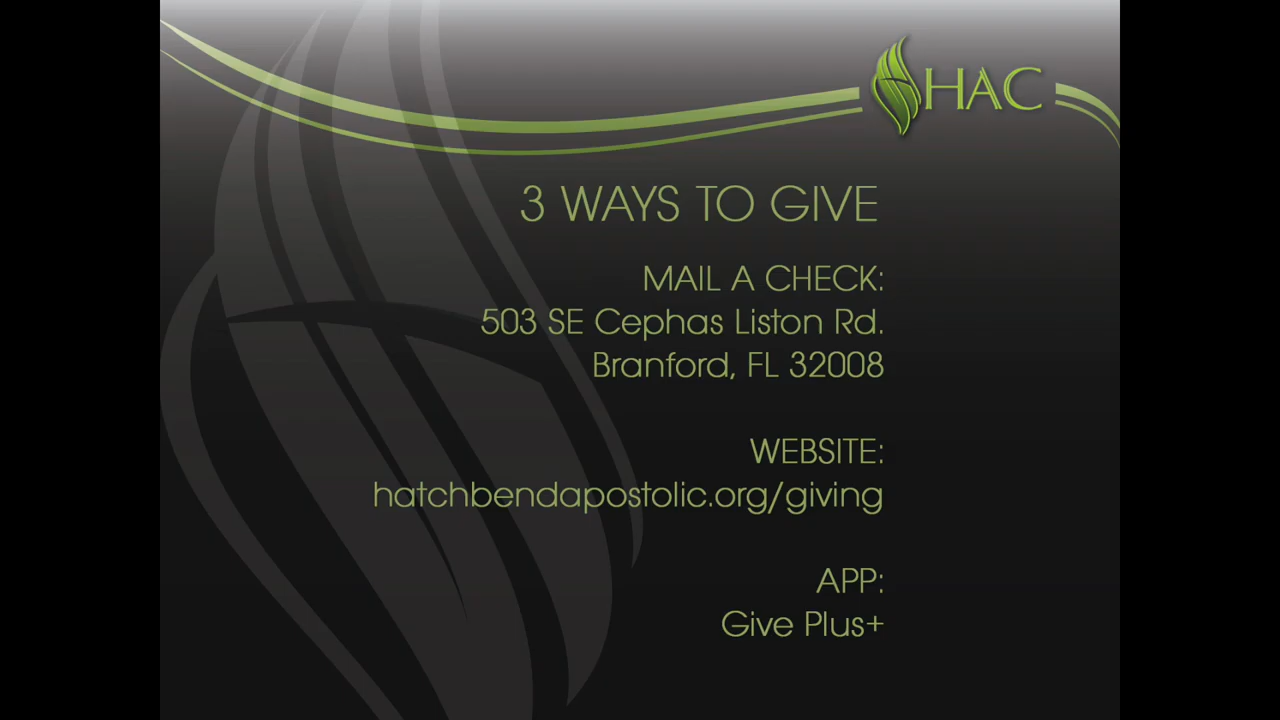 HAC
3 WAYS TO GIVE
MAIL A CHECK:
503 SE Cephas Liston Rd.
Branford, FL 32008
WEBSITE:
hatchbendapostolic.org/giving
APP:
Give Plus+